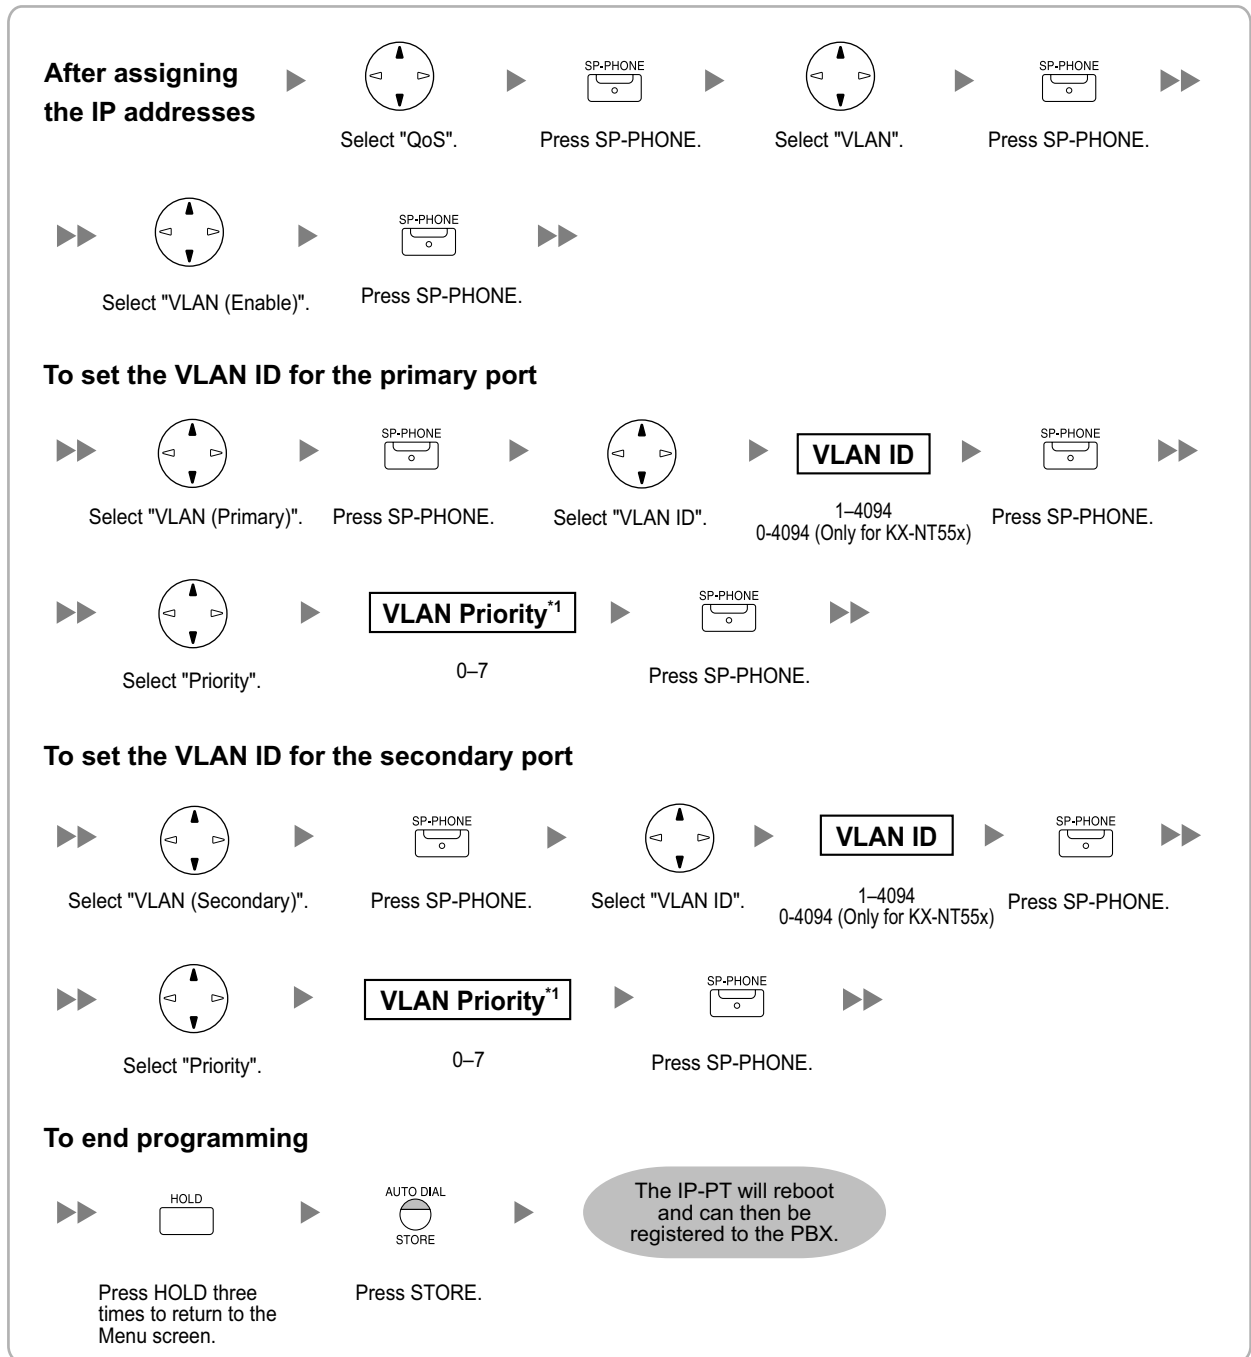 After assigning
the IP addresses
SP-PHONE
SP-PHONE
Select "QoS".
Press SP-PHONE.
Select "VLAN".
Press SP-PHONE.
SP-PHONE
Select "VLAN (Enable)".
Press SP-PHONE.
To set the VLAN ID for the primary port
SP-PHONE
VLAN ID
SP-PHONE
Select "VLAN (Primary)".
Press SP-PHONE.
Select "VLAN ID".
1–4094
0-4094 (Only for KX-NT55x)
Press SP-PHONE.
VLAN Priority*1
SP-PHONE
Select "Priority".
0–7
Press SP-PHONE.
To set the VLAN ID for the secondary port
SP-PHONE
VLAN ID
SP-PHONE
Select "VLAN (Secondary)".
Press SP-PHONE.
Select "VLAN ID".
1–4094
0-4094 (Only for KX-NT55x)
Press SP-PHONE.
VLAN Priority*1
SP-PHONE
Select "Priority".
0–7
Press SP-PHONE.
To end programming
HOLD
AUTO DIAL
STORE
The IP-PT will reboot
and can then be
registered to the PBX.
Press HOLD three
times to return to the
Menu screen.
Press STORE.